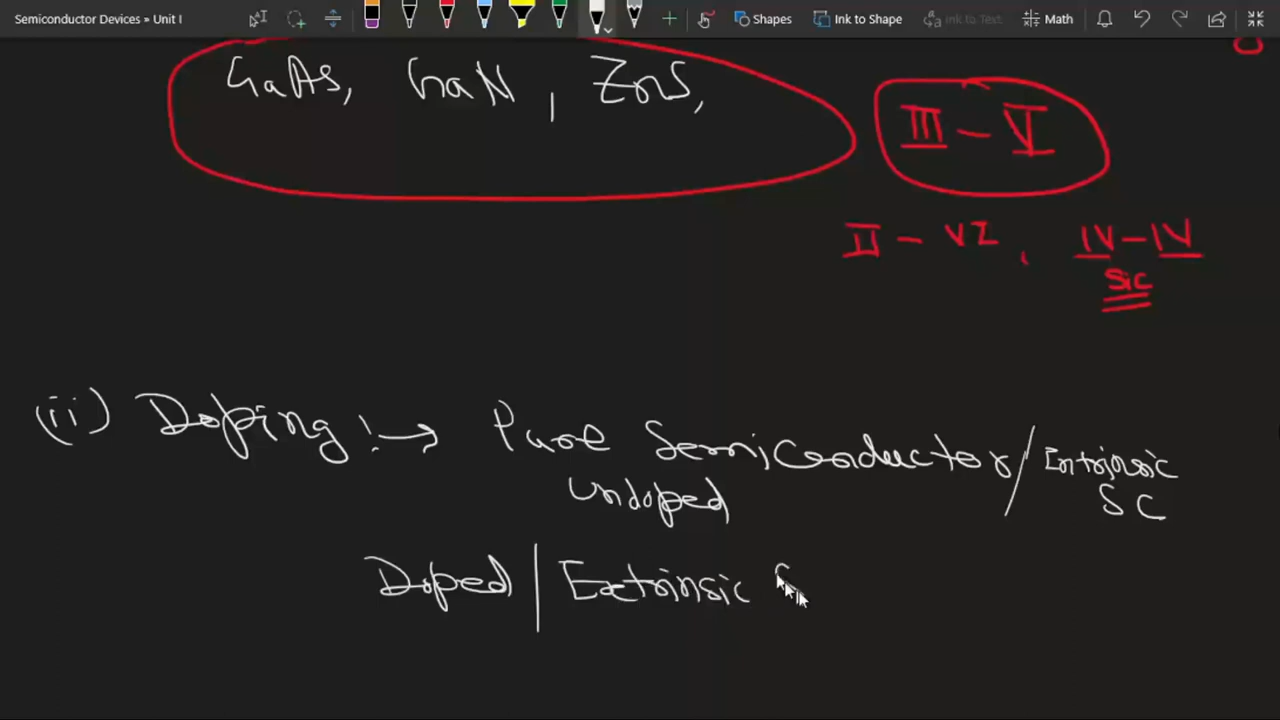 Semiconductor Devices » Unit I
Shapes Ink to Shape Ink to Text Math
GaAs, GaN, ZnS,
III - V
II - VI, IV-IV
SiC
(ii) Doping :→ Pure Semiconductor / Intrinsic
undoped SC
Doped | Extrinsic S